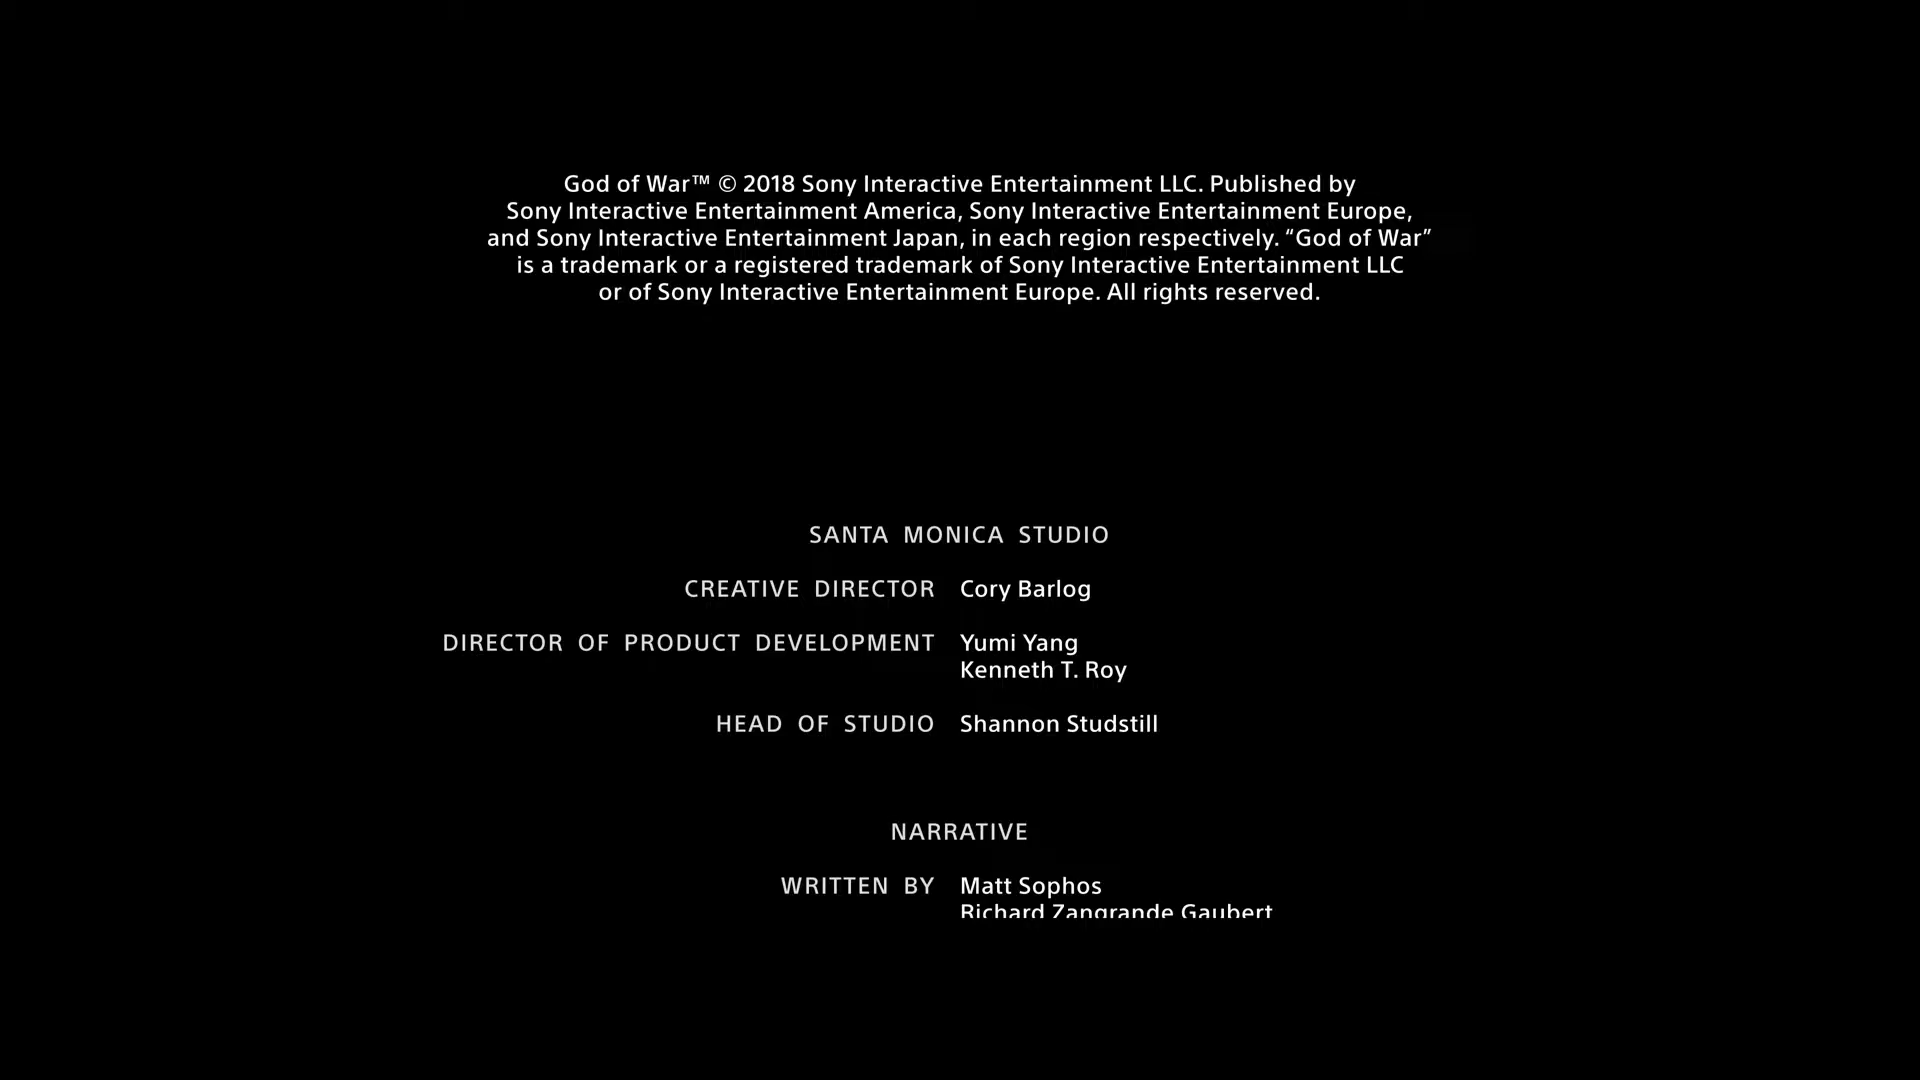 God of War™ © 2018 Sony Interactive Entertainment LLC. Published by
Sony Interactive Entertainment America, Sony Interactive Entertainment Europe,
and Sony Interactive Entertainment Japan, in each region respectively. “God of War”
is a trademark or a registered trademark of Sony Interactive Entertainment LLC
or of Sony Interactive Entertainment Europe. All rights reserved.
SANTA MONICA STUDIO
CREATIVE DIRECTOR Cory Barlog
DIRECTOR OF PRODUCT DEVELOPMENT Yumi Yang
Kenneth T. Roy
HEAD OF STUDIO Shannon Studstill
NARRATIVE
WRITTEN BY Matt Sophos
Richard Zangrande Gaubert